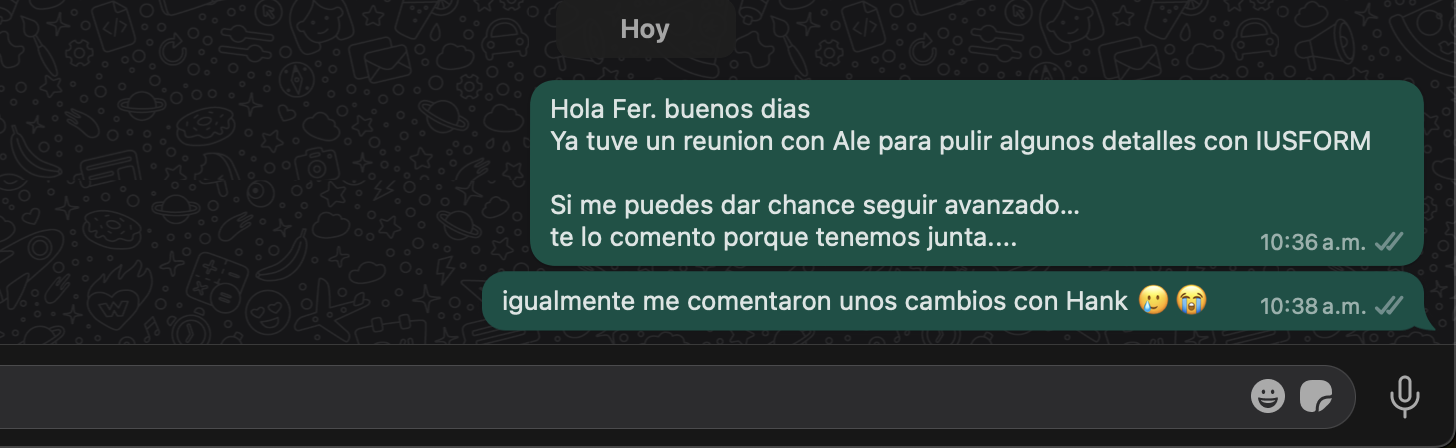 Hoy
Hola Fer. buenos dias
Ya tuve un reunion con Ale para pulir algunos detalles con IUSFORM
Si me puedes dar chance seguir avanzado...
te lo comento porque tenemos junta....
10:36 a.m.
igualmente me comentaron unos cambios con Hank 🥲 😭
10:38 a.m.